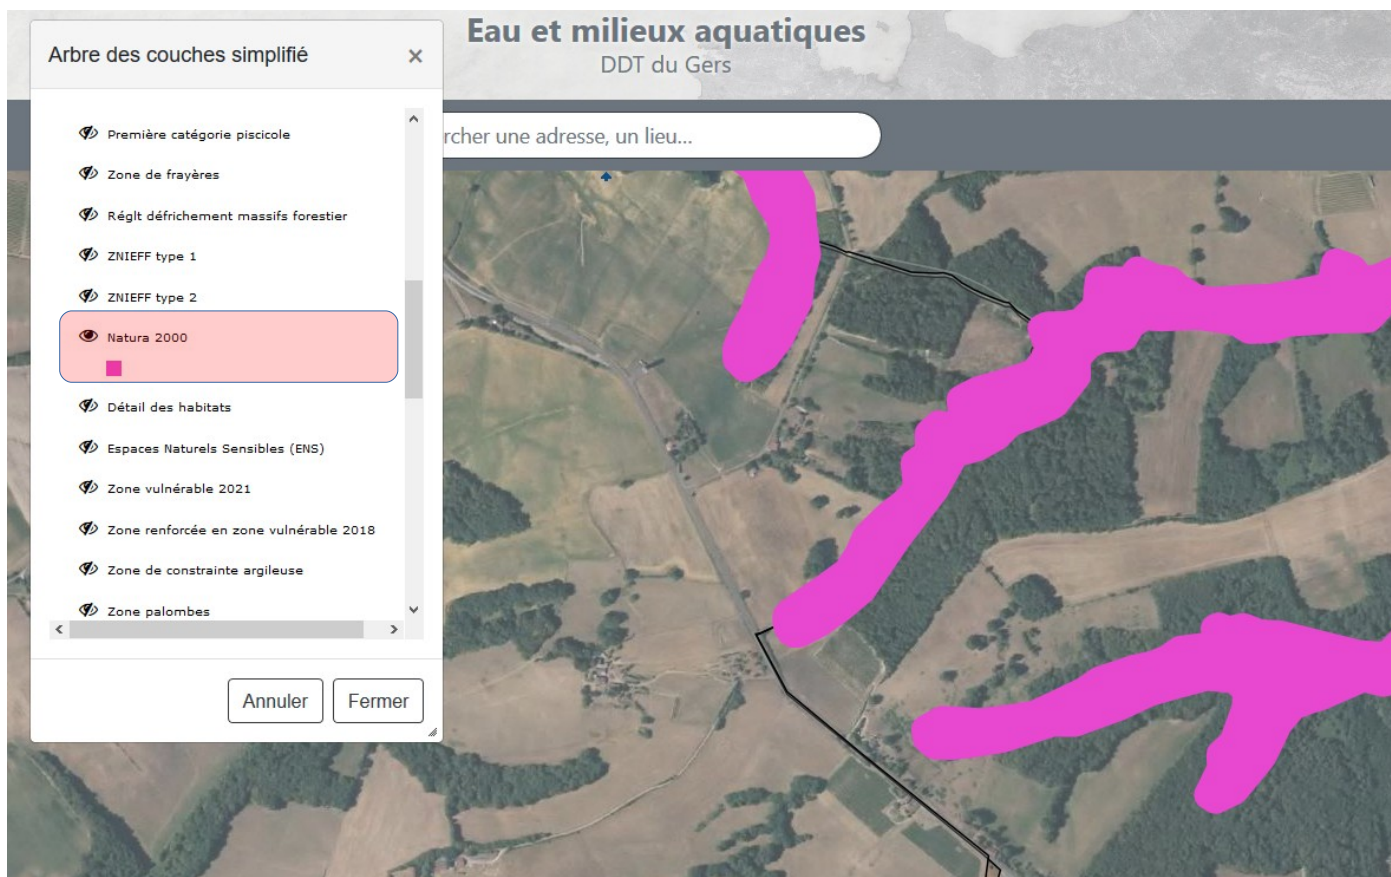 Eau et milieux aquatiques
DDT du Gers
rcher une adresse, un lieu...
Arbre des couches simplifié
×
Première catégorie piscicole
Zone de frayères
Réglt défrichement massifs forestier
ZNIEFF type 1
ZNIEFF type 2
Natura 2000
Détail des habitats
Espaces Naturels Sensibles (ENS)
Zone vulnérable 2021
Zone renforcée en zone vulnérable 2018
Zone de constrainte argileuse
Zone palombes
Annuler
Fermer